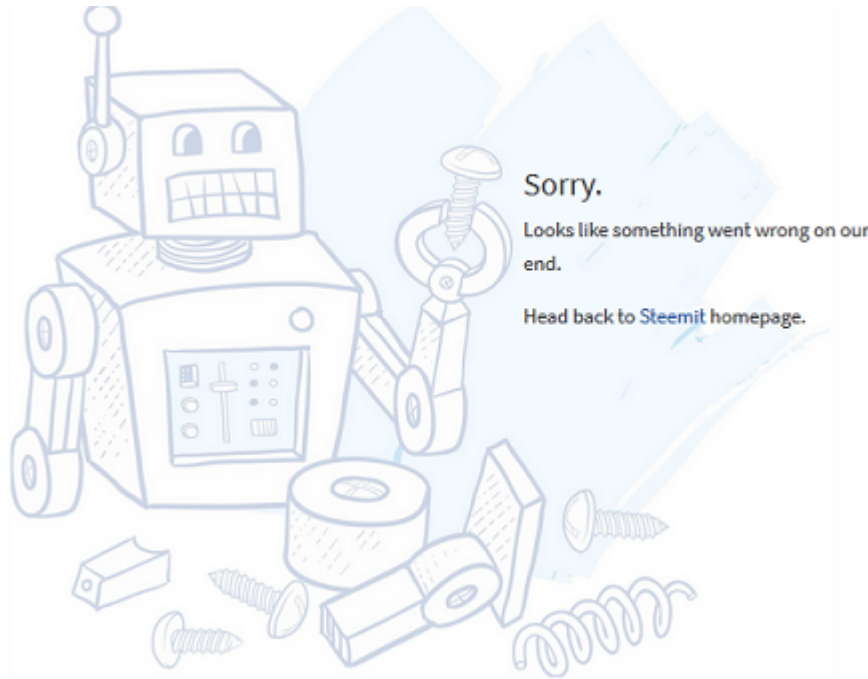 Sorry.
Looks like something went wrong on our
end.
Head back to Steemit homepage.